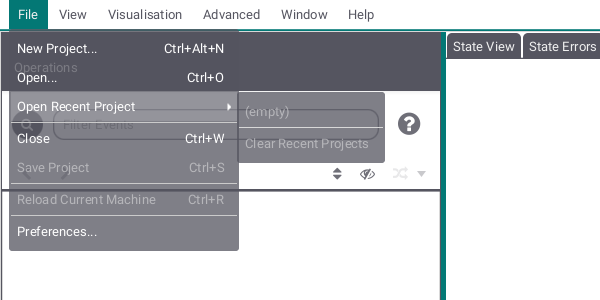 File View Visualisation Advanced Window Help
New Project... Ctrl+Alt+N
State View State Errors
Operations
Open... Ctrl+O
Open Recent Project
(empty)
Filter Events
Close Ctrl+W
Clear Recent Projects
Save Project Ctrl+S
Reload Current Machine Ctrl+R
Preferences...